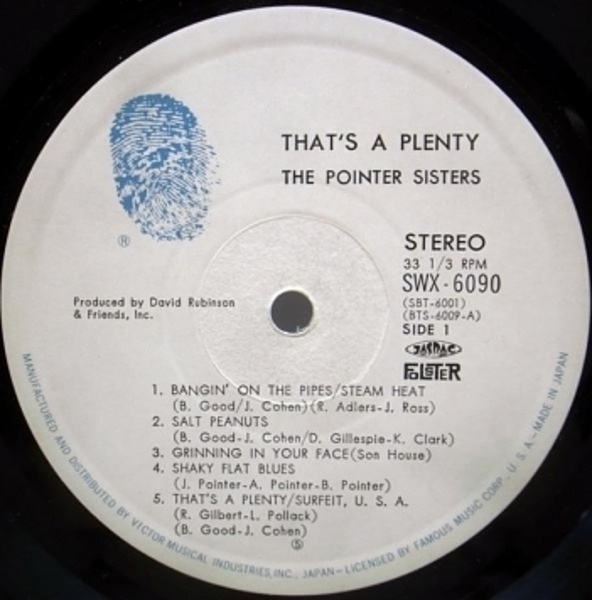 THAT'S A PLENTY
THE POINTER SISTERS
®
STEREO
33 1/3 RPM
SWX-6090
(SBT-6001)
(BTS-6009-A)
SIDE 1
JASRAC
Produced by David Rubinson
& Friends, Inc.
1. BANGIN' ON THE PIPES/STEAM HEAT
(B. Good/J. Cohen)(R. Adlers-J. Ross)
2. SALT PEANUTS
(B. Good-J. Cohen/D. Gillespie-K. Clark)
3. GRINNING IN YOUR FACE(Son House)
4. SHAKY FLAT BLUES
(J. Pointer-A. Pointer-B. Pointer)
5. THAT'S A PLENTY/SURFEIT, U. S. A.
(R. Gilbert-L. Pollack)
(B. Good-J. Cohen)
Ⓢ
MANUFACTURED AND DISTRIBUTED BY VICTOR MUSICAL INDUSTRIES, INC., JAPAN-LICENSED BY FAMOUS MUSIC CORP., U. S. A.-MADE IN JAPAN